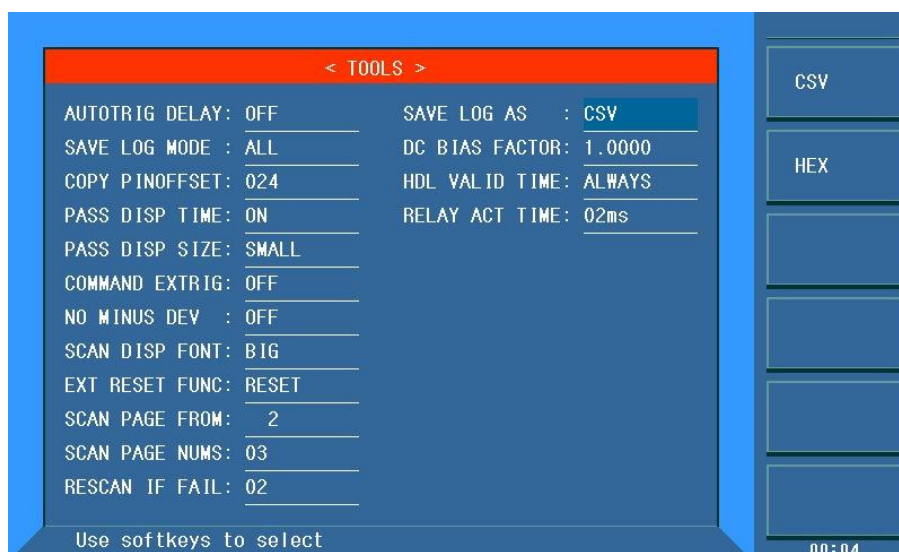 < TOOLS >
AUTOTRIG DELAY: OFF
SAVE LOG AS : CSV
SAVE LOG MODE : ALL
DC BIAS FACTOR: 1.0000
COPY PINOFFSET: 024
HDL VALID TIME: ALWAYS
PASS DISP TIME: ON
RELAY ACT TIME: 02ms
PASS DISP SIZE: SMALL
COMMAND EXTRIG: OFF
NO MINUS DEV : OFF
SCAN DISP FONT: BIG
EXT RESET FUNC: RESET
SCAN PAGE FROM: 2
SCAN PAGE NUMS: 03
RESCAN IF FAIL: 02
Use softkeys to select
CSV
HEX
00:04